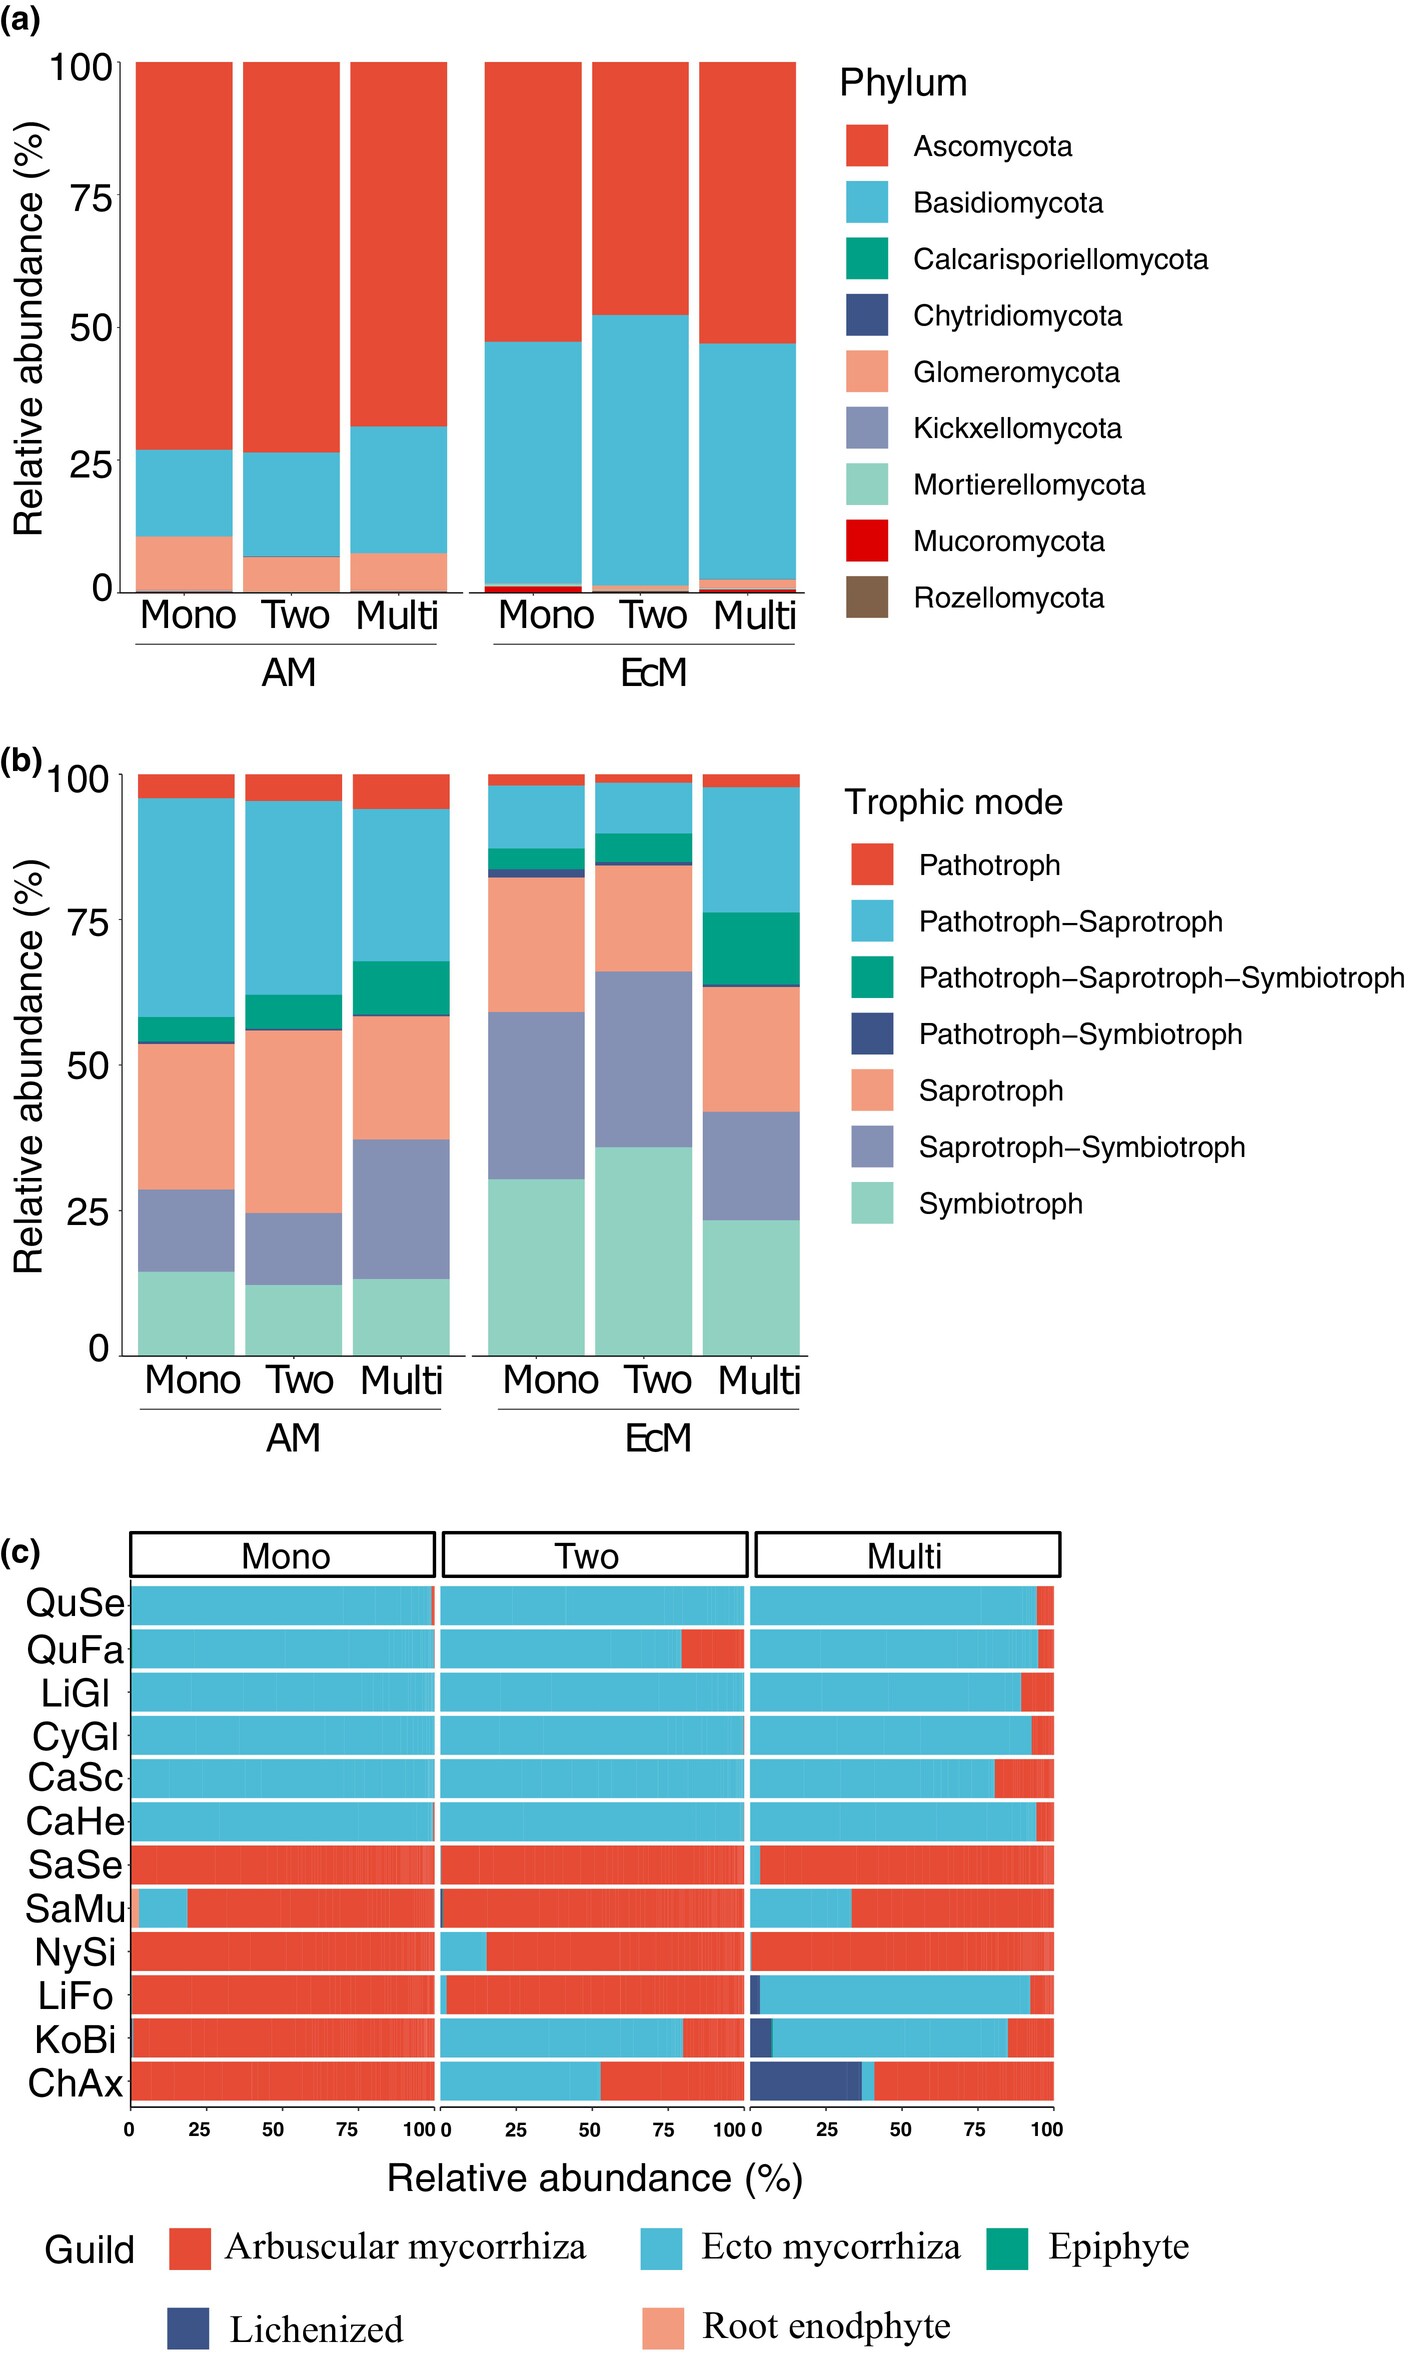 (a)
Relative abundance (%)
100
75
50
25
0
Mono Two Multi Mono Two Multi
AM EcM
Phylum
Ascomycota
Basidiomycota
Calcarisporiellomycota
Chytridiomycota
Glomeromycota
Kickxellomycota
Mortierellomycota
Mucoromycota
Rozellomycota
(b)
Relative abundance (%)
100
75
50
25
0
Mono Two Multi Mono Two Multi
AM EcM
Trophic mode
Pathotroph
Pathotroph–Saprotroph
Pathotroph–Saprotroph–Symbiotroph
Pathotroph–Symbiotroph
Saprotroph
Saprotroph–Symbiotroph
Symbiotroph
(c)
Mono Two Multi
QuSe
QuFa
LiGl
CyGl
CaSc
CaHe
SaSe
SaMu
NySi
LiFo
KoBi
ChAx
0 25 50 75 100 0 25 50 75 100 0 25 50 75 100
Relative abundance (%)
Guild Arbuscular mycorrhiza Ecto mycorrhiza Epiphyte
Lichenized Root enodphyte